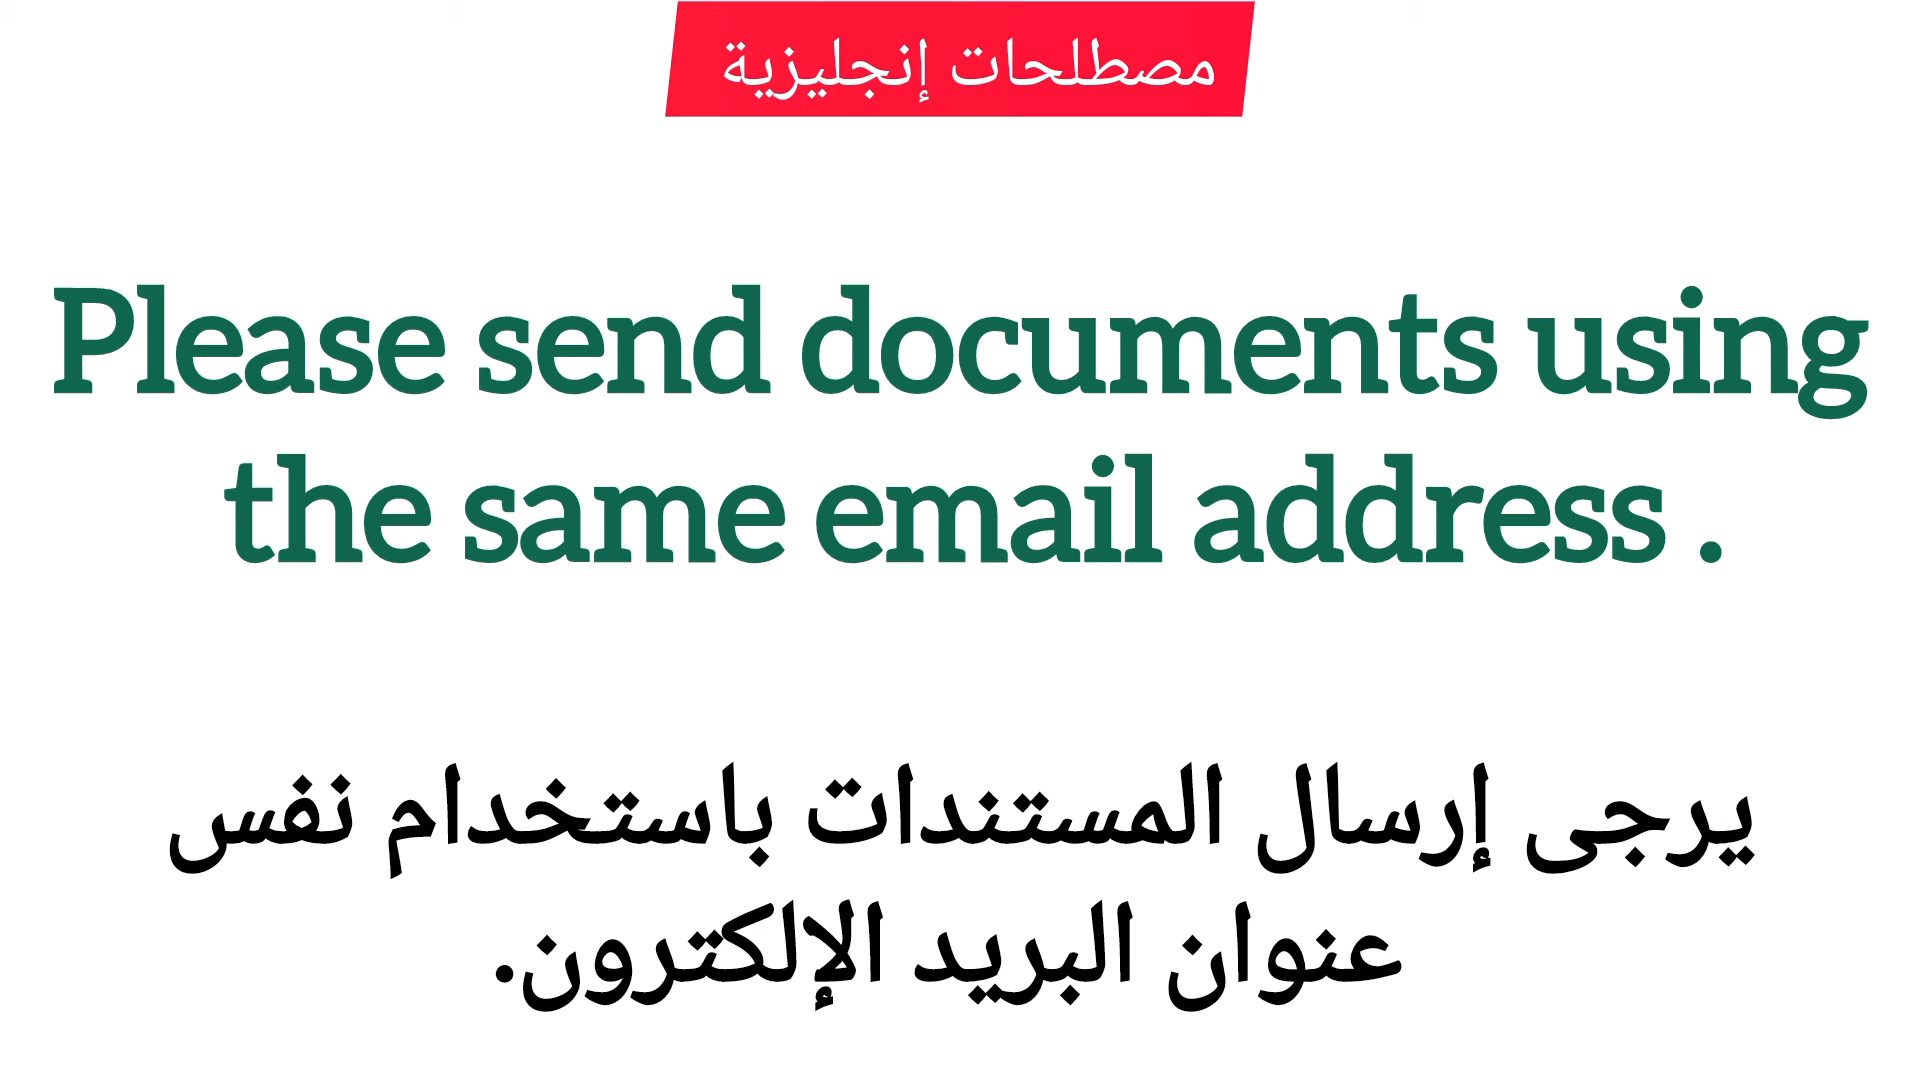 مصطلحات إنجليزية
Please send documents using
the same email address .
يرجى إرسال المستندات باستخدام نفس
عنوان البريد الإلكترون.